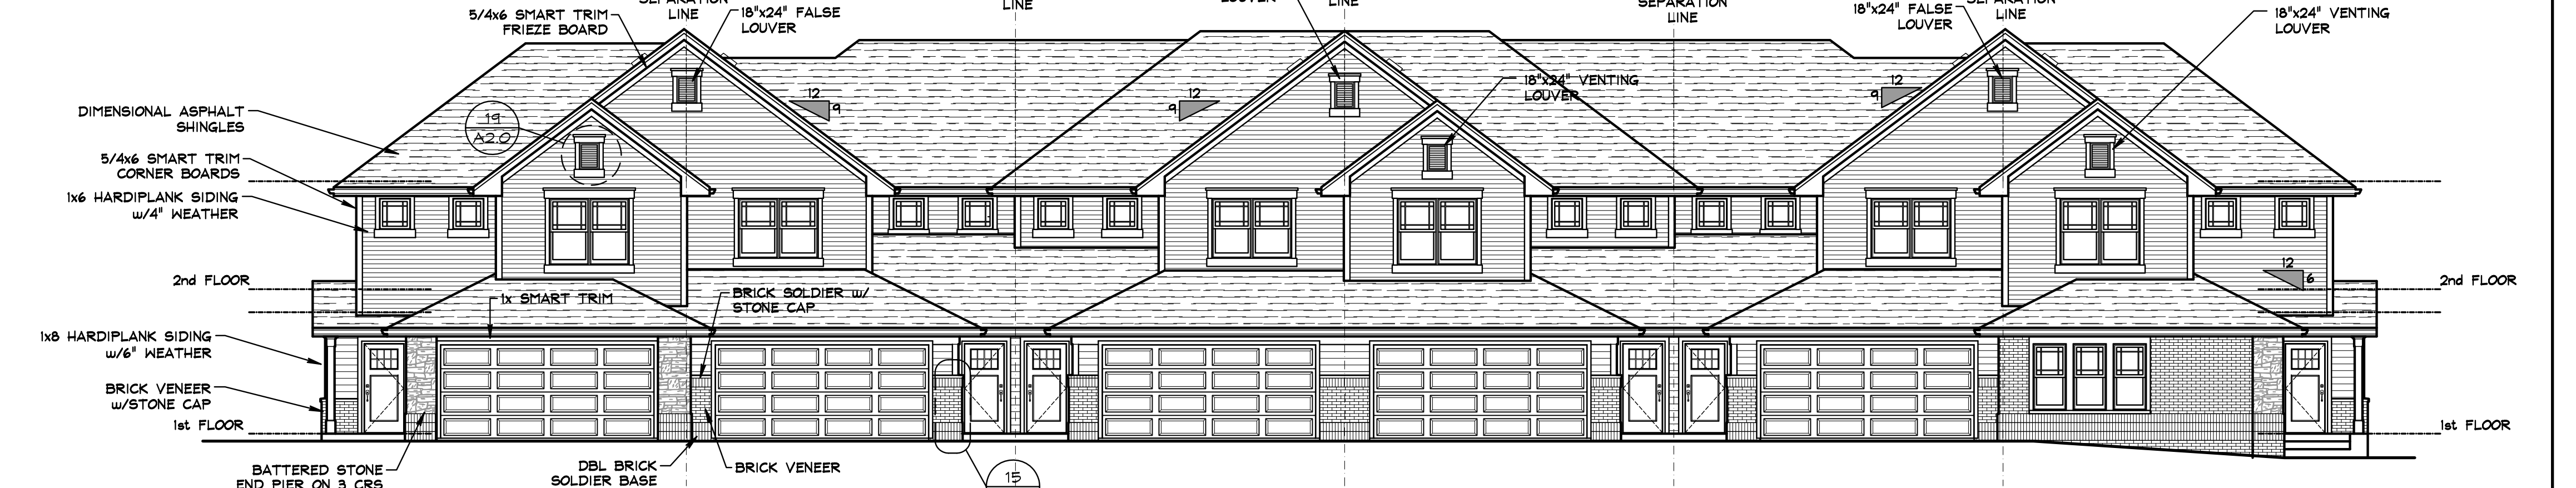 SEPARATION
LINE
5/4x6 SMART TRIM
FRIEZE BOARD
18"x24" FALSE
LOUVER
LINE
LOUVER
LINE
SEPARATION
LINE
18"x24" FALSE
LOUVER
SEPARATION
LINE
18"x24" VENTING
LOUVER
DIMENSIONAL ASPHALT
SHINGLES
19
A2.0
12
9
12
9
18"x24" VENTING
LOUVER
12
9
5/4x6 SMART TRIM
CORNER BOARDS
1x6 HARDIPLANK SIDING
w/4" WEATHER
2nd FLOOR
1x SMART TRIM
BRICK SOLDIER w/
STONE CAP
12
6
2nd FLOOR
1x8 HARDIPLANK SIDING
w/6" WEATHER
BRICK VENEER
w/STONE CAP
1st FLOOR
1st FLOOR
BATTERED STONE
END PIER ON 3 CRS
DBL BRICK
SOLDIER BASE
BRICK VENEER
15